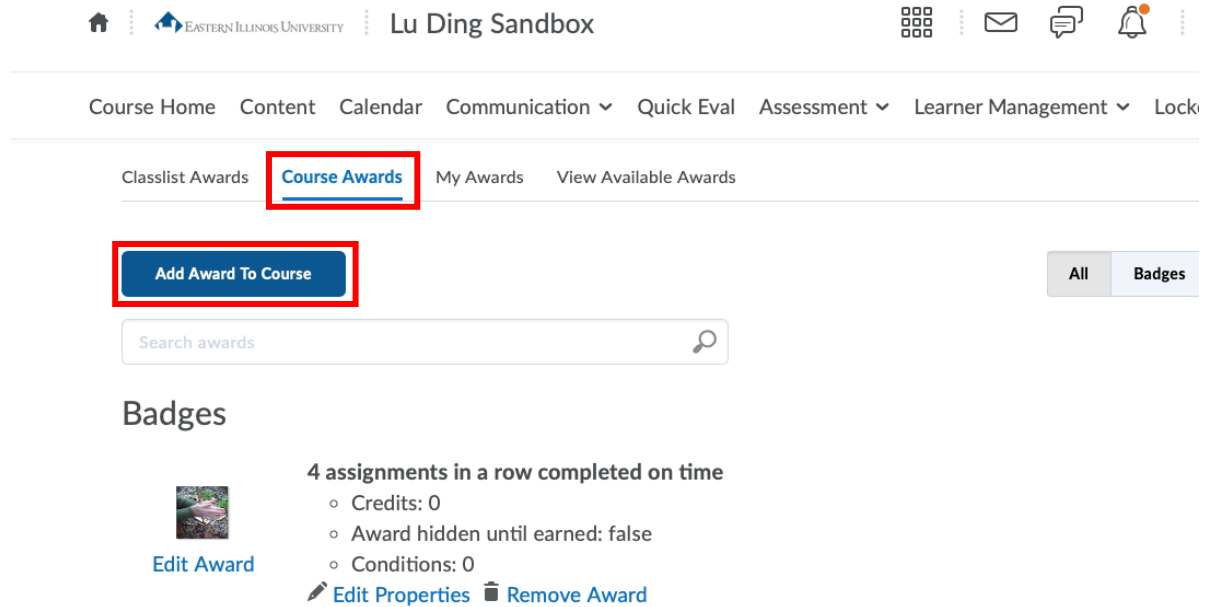 EASTERN ILLINOIS UNIVERSITY Lu Ding Sandbox
Course Home Content Calendar Communication Quick Eval Assessment Learner Management Locke
Classlist Awards Course Awards My Awards View Available Awards
Add Award To Course All Badges
Search awards
Badges
4 assignments in a row completed on time
Credits: 0
Award hidden until earned: false
Edit Award Conditions: 0
Edit Properties Remove Award